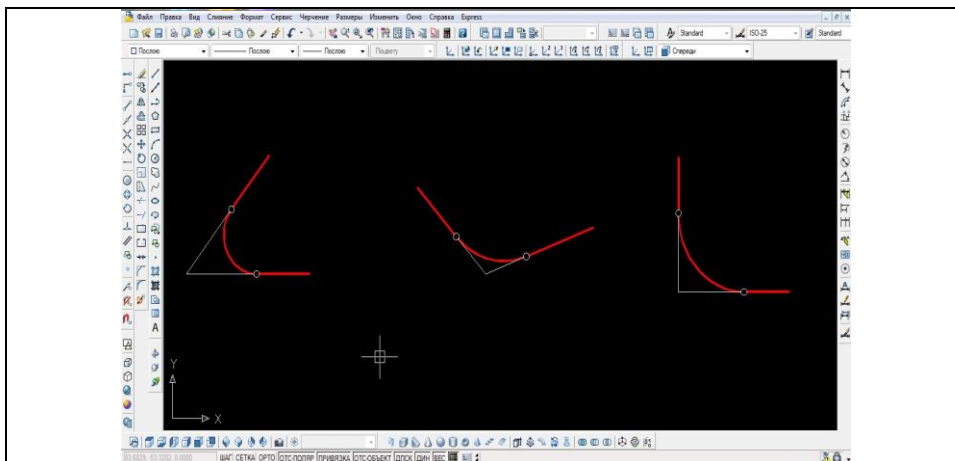 Файл Правка Вид Слияние Формат Сервис Черчение Размеры Изменить Окно Справка Express
Standard ISO-25 Standard
Послою Послою Послою Поцвету Спереди
A
Y
X
ШАГ СЕТКА ОРТО ОТС-ПОЛЯР ПРИВЯЗКА ОТС-ОБЪЕКТ ДПСК ДИН ВЕС